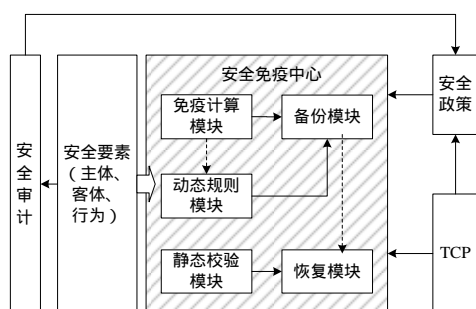 安全免疫中心
免疫计算
模块
备份模块
安全
政策
安
全
审
计
安全要素
（主体、
客体、
行为）
动态规则
模块
静态校验
模块
恢复模块
TCP